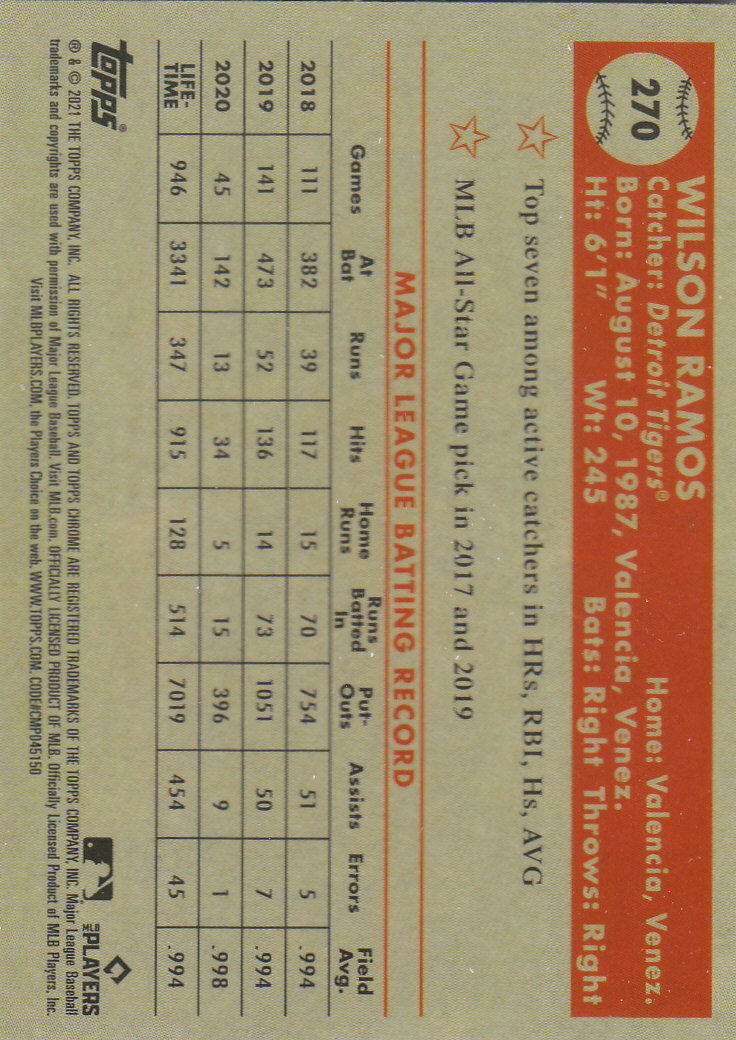 270
WILSON RAMOS
Catcher: Detroit Tigers® Home: Valencia, Venez.
Born: August 10, 1987, Valencia, Venez.
Ht: 6'1" Wt: 245 Bats: Right Throws: Right
Top seven among active catchers in HRs, RBI, Hs, AVG
MLB All-Star Game pick in 2017 and 2019
MAJOR LEAGUE BATTING RECORD
Games At Bat Runs Hits Home Runs Runs Batted In Put-Outs Assists Errors Field Avg.
2018 111 382 39 117 15 70 754 51 5 .994
2019 141 473 52 136 14 73 1051 50 7 .994
2020 45 142 13 34 5 15 396 9 1 .998
LIFE-TIME 946 3341 347 915 128 514 7019 454 45 .994
topps®
MLB PLAYERS
® & © 2021 THE TOPPS COMPANY, INC. ALL RIGHTS RESERVED. TOPPS AND TOPPS CHROME ARE REGISTERED TRADEMARKS OF THE TOPPS COMPANY, INC. Major League Baseball
trademarks and copyrights are used with permission of Major League Baseball. Visit MLB.com. OFFICIALLY LICENSED PRODUCT OF MLB. Officially Licensed Product of MLB Players, Inc.
Visit MLBPLAYERS.COM, the Players Choice on the web. WWW.TOPPS.COM. CODE#CMP045150